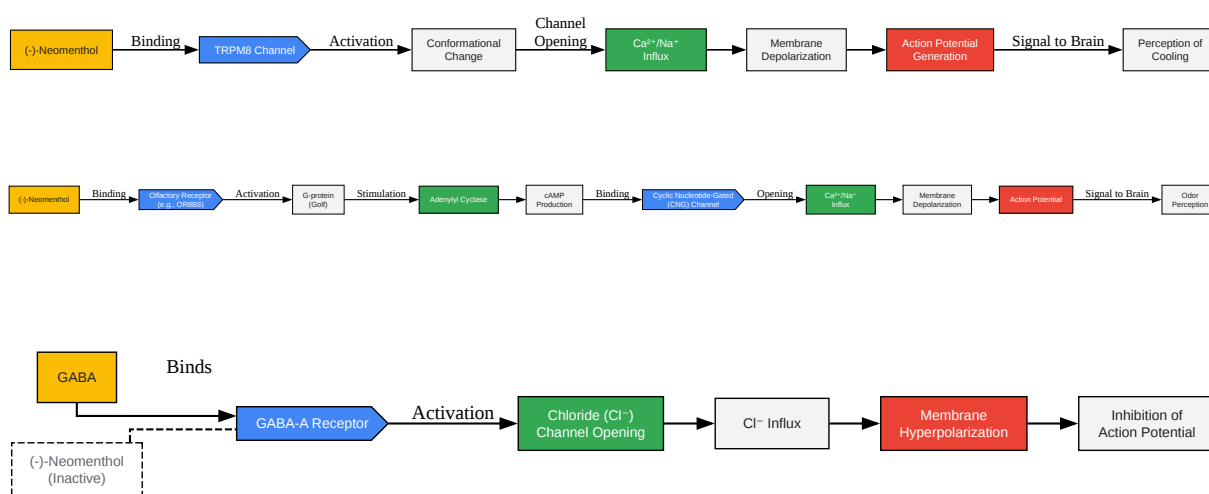 (-)-Neomenthol
Binding
TRPM8 Channel
Activation
Conformational
Change
Channel
Opening
Ca²⁺/Na⁺
Influx
Membrane
Depolarization
Action Potential
Generation
Signal to Brain
Perception of
Cooling
(-)-Neomenthol
Binding
Olfactory Receptor
(e.g., OR8B8)
Activation
G-protein
(Golf)
Stimulation
Adenylyl Cyclase
cAMP
Production
Binding
Cyclic Nucleotide-Gated
(CNG) Channel
Opening
Ca²⁺/Na⁺
Influx
Membrane
Depolarization
Action Potential
Signal to Brain
Odor
Perception
GABA
Binds
(-)-Neomenthol
(Inactive)
GABA-A Receptor
Activation
Chloride (Cl⁻)
Channel Opening
Cl⁻ Influx
Membrane
Hyperpolarization
Inhibition of
Action Potential